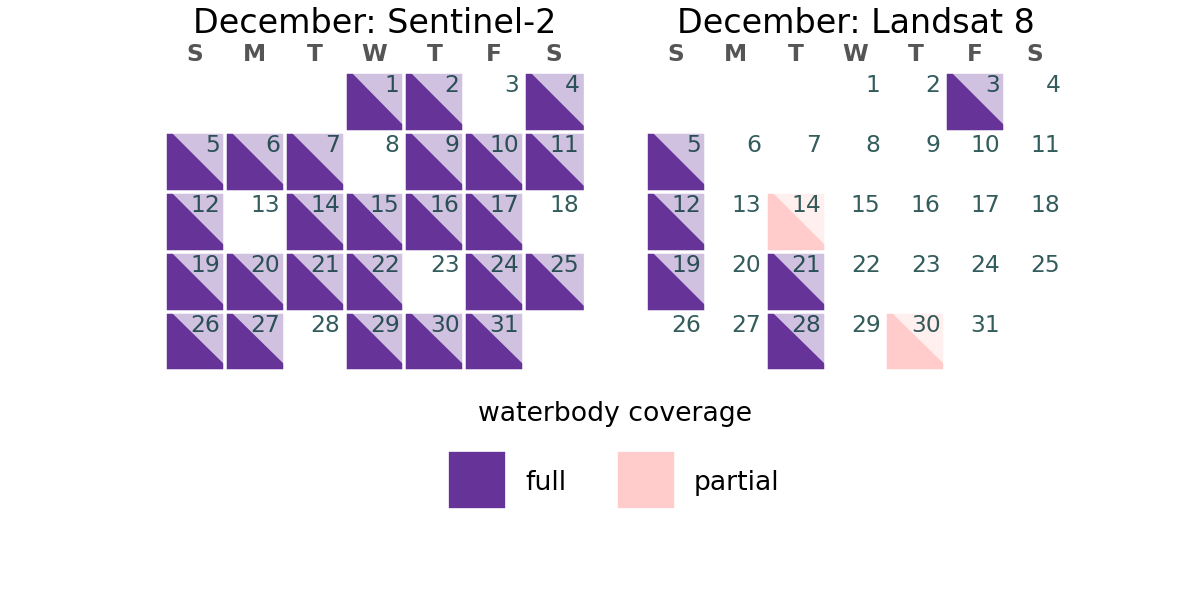 December: Sentinel-2
S M T W T F S
1 2 3 4
5 6 7 8 9 10 11
12 13 14 15 16 17 18
19 20 21 22 23 24 25
26 27 28 29 30 31
December: Landsat 8
S M T W T F S
1 2 3 4
5 6 7 8 9 10 11
12 13 14 15 16 17 18
19 20 21 22 23 24 25
26 27 28 29 30 31
waterbody coverage
full partial